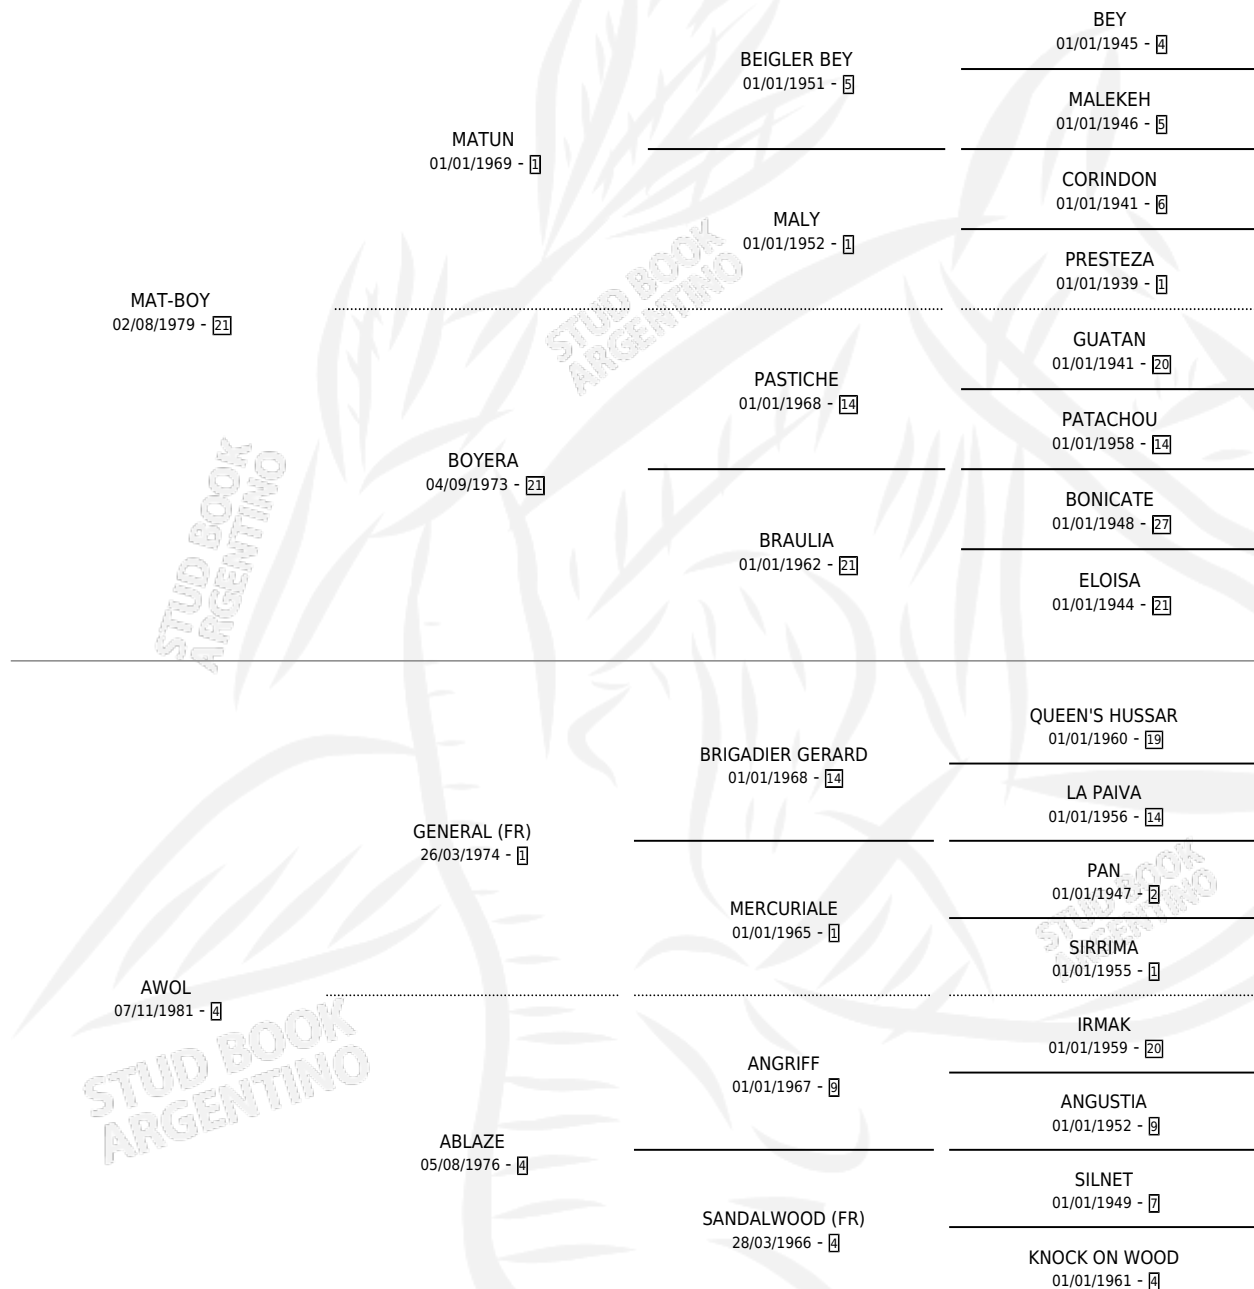 BEY
01/01/1945 - 4
BEIGLER BEY
01/01/1951 - 5
MALEKEH
01/01/1946 - 5
MATUN
01/01/1969 - 1
CORINDON
01/01/1941 - 6
MALY
01/01/1952 - 1
PRESTEZA
01/01/1939 - 1
MAT-BOY
02/08/1979 - 21
GUATAN
01/01/1941 - 20
PASTICHE
01/01/1968 - 14
PATACHOU
01/01/1958 - 14
BOYERA
04/09/1973 - 21
BONICATE
01/01/1948 - 27
BRAULIA
01/01/1962 - 21
ELOISA
01/01/1944 - 21
QUEEN'S HUSSAR
01/01/1960 - 19
BRIGADIER GERARD
01/01/1968 - 14
LA PAIVA
01/01/1956 - 14
GENERAL (FR)
26/03/1974 - 1
PAN
01/01/1947 - 2
MERCURIALE
01/01/1965 - 1
SIRRIMA
01/01/1955 - 1
AWOL
07/11/1981 - 4
IRMAK
01/01/1959 - 20
ANGRIFF
01/01/1967 - 9
ANGUSTIA
01/01/1952 - 9
ABLAZE
05/08/1976 - 4
SILNET
01/01/1949 - 7
SANDALWOOD (FR)
28/03/1966 - 4
KNOCK ON WOOD
01/01/1961 - 4
STUD BOOK
ARGENTINO
STUD BOOK
ARGENTINO
STUD BOOK
ARGENTINO
STUD BOOK
ARGENTINO